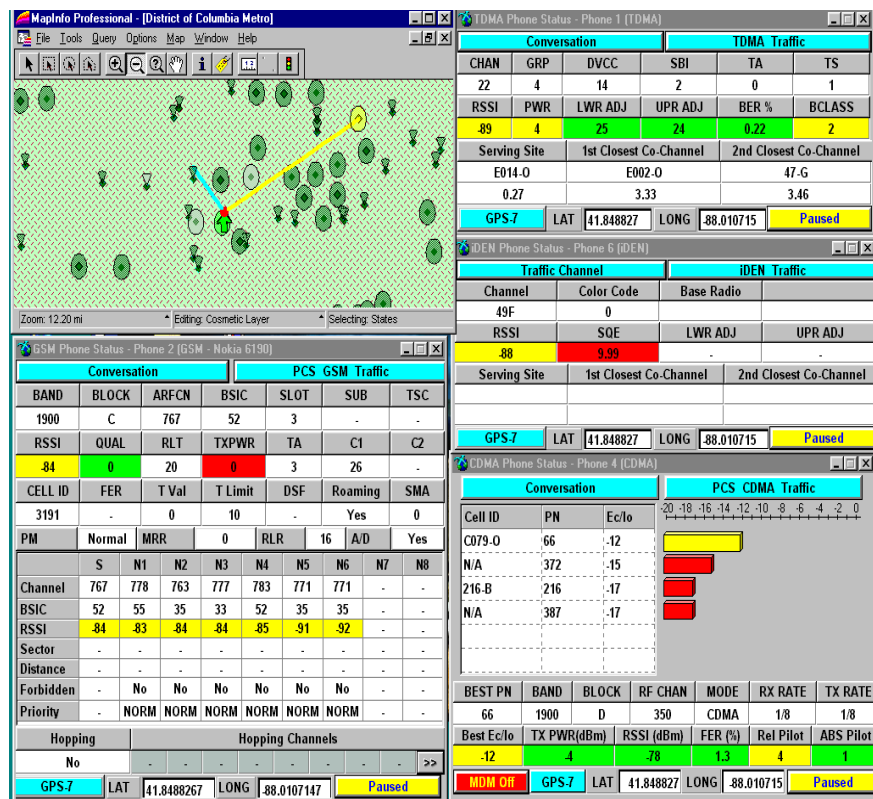 MapInfo Professional - [District of Columbia Metro]
File Tools Query Options Map Window Help
Zoom: 12.20 mi Editing: Cosmetic Layer Selecting: States
TDMA Phone Status - Phone 1 (TDMA)
Conversation TDMA Traffic
CHAN GRP DVCC SBI TA TS
22 4 14 2 0 1
RSSI PWR LWR ADJ UPR ADJ BER % BCLASS
-89 4 25 24 0.22 2
Serving Site 1st Closest Co-Channel 2nd Closest Co-Channel
E014-O E002-O 47-G
0.27 3.33 3.46
GPS-7 LAT 41.848827 LONG -88.010715 Paused
iDEN Phone Status - Phone 6 (iDEN)
Traffic Channel iDEN Traffic
Channel Color Code Base Radio
49F 0
RSSI SQE LWR ADJ UPR ADJ
-88 9.99 - -
Serving Site 1st Closest Co-Channel 2nd Closest Co-Channel
GPS-7 LAT 41.848827 LONG -88.010715 Paused
GSM Phone Status - Phone 2 (GSM - Nokia 6190)
Conversation PCS GSM Traffic
BAND BLOCK ARFCN BSIC SLOT SUB TSC
1900 C 767 52 3 - -
RSSI QUAL RLT TXPWR TA C1 C2
-84 0 20 0 3 26 -
CELL ID FER T Val T Limit DSF Roaming SMA
3191 - 0 10 - Yes 0
PM Normal MRR 0 RLR 16 A/D Yes
S N1 N2 N3 N4 N5 N6 N7 N8
Channel 767 778 763 777 783 771 771 - -
BSIC 52 55 35 33 52 35 35 - -
RSSI -84 -83 -84 -84 -85 -91 -92 - -
Sector - - - - - - - - -
Distance - - - - - - - - -
Forbidden - No No No No No No - -
Priority - NORM NORM NORM NORM NORM NORM - -
Hopping Hopping Channels
No - - - - - - - - >>
GPS-7 LAT 41.8488267 LONG -88.0107147 Paused
CDMA Phone Status - Phone 4 (CDMA)
Conversation PCS CDMA Traffic
Cell ID PN Ec/Io -20 -18 -16 -14 -12 -10 -8 -6 -4 -2 0
C079-O 66 -12
N/A 372 -15
216-B 216 -17
N/A 387 -17
BEST PN BAND BLOCK RF CHAN MODE RX RATE TX RATE
66 1900 D 350 CDMA 1/8 1/8
Best Ec/Io TX PWR(dBm) RSSI (dBm) FER (%) Rel Pilot ABS Pilot
-12 -4 -78 1.3 4 1
MDM Off GPS-7 LAT 41.848827 LONG -88.010715 Paused